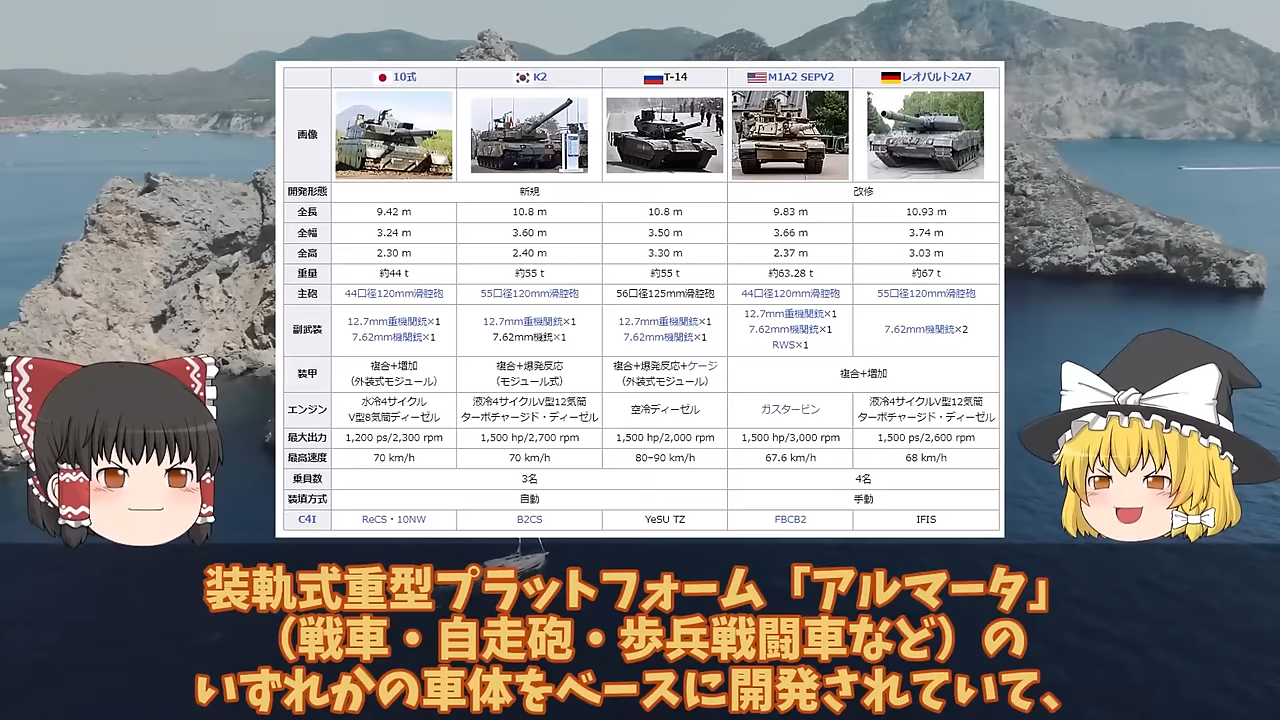 10式 K2 T-14 M1A2 SEPV2 レオパルト2A7
画像
開発形態 新規 改修
全長 9.42 m 10.8 m 10.8 m 9.83 m 10.93 m
全幅 3.24 m 3.60 m 3.50 m 3.66 m 3.74 m
全高 2.30 m 2.40 m 3.30 m 2.37 m 3.03 m
重量 約44 t 約55 t 約55 t 約63.28 t 約67 t
主砲 44口径120mm滑腔砲 55口径120mm滑腔砲 56口径125mm滑腔砲 44口径120mm滑腔砲 55口径120mm滑腔砲
副武装 12.7mm重機関銃×1 12.7mm重機関銃×1 12.7mm重機関銃×1 12.7mm重機関銃×1 7.62mm機関銃×2
7.62mm機関銃×1 7.62mm機銃×1 7.62mm機関銃×1 7.62mm機関銃×1
RWS×1
装甲 複合+増加 複合+爆発反応 複合+爆発反応+ケージ 複合+増加
(外装式モジュール) (モジュール式) (外装式モジュール)
エンジン 水冷4サイクル 液冷4サイクルV型12気筒 空冷ディーゼル ガスタービン 液冷4サイクルV型12気筒
V型8気筒ディーゼル ターボチャージド・ディーゼル ターボチャージド・ディーゼル
最大出力 1,200 ps/2,300 rpm 1,500 hp/2,700 rpm 1,500 hp/2,000 rpm 1,500 hp/3,000 rpm 1,500 ps/2,600 rpm
最高速度 70 km/h 70 km/h 80–90 km/h 67.6 km/h 68 km/h
乗員数 3名 4名
装填方式 自動 手動
C4I ReCS・10NW B2CS YeSU TZ FBCB2 IFIS
装軌式重型プラットフォーム「アルマータ」
(戦車・自走砲・歩兵戦闘車など)の
いずれかの車体をベースに開発されていて、